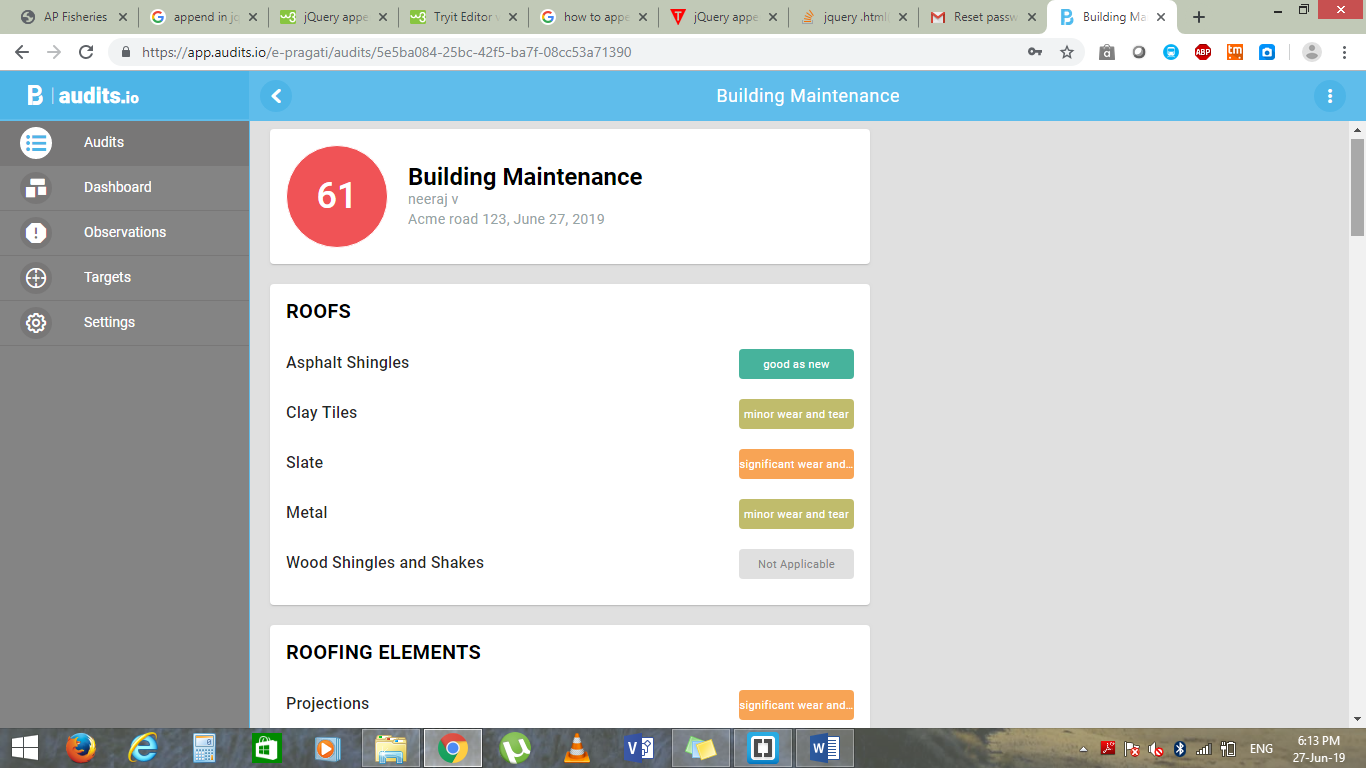 AP Fisheries
append in jq
w3 jQuery appe
w3 Tryit Editor v
how to appe
jQuery appe
jquery .html(
Reset passw
Building Ma
https://app.audits.io/e-pragati/audits/5e5ba084-25bc-42f5-ba7f-08cc53a71390
ABP
tm
audits.io
Building Maintenance
Audits
Dashboard
Observations
Targets
Settings
61
Building Maintenance
neeraj v
Acme road 123, June 27, 2019
ROOFS
Asphalt Shingles good as new
Clay Tiles minor wear and tear
Slate significant wear and...
Metal minor wear and tear
Wood Shingles and Shakes Not Applicable
ROOFING ELEMENTS
Projections significant wear and...
ENG
6:13 PM
27-Jun-19